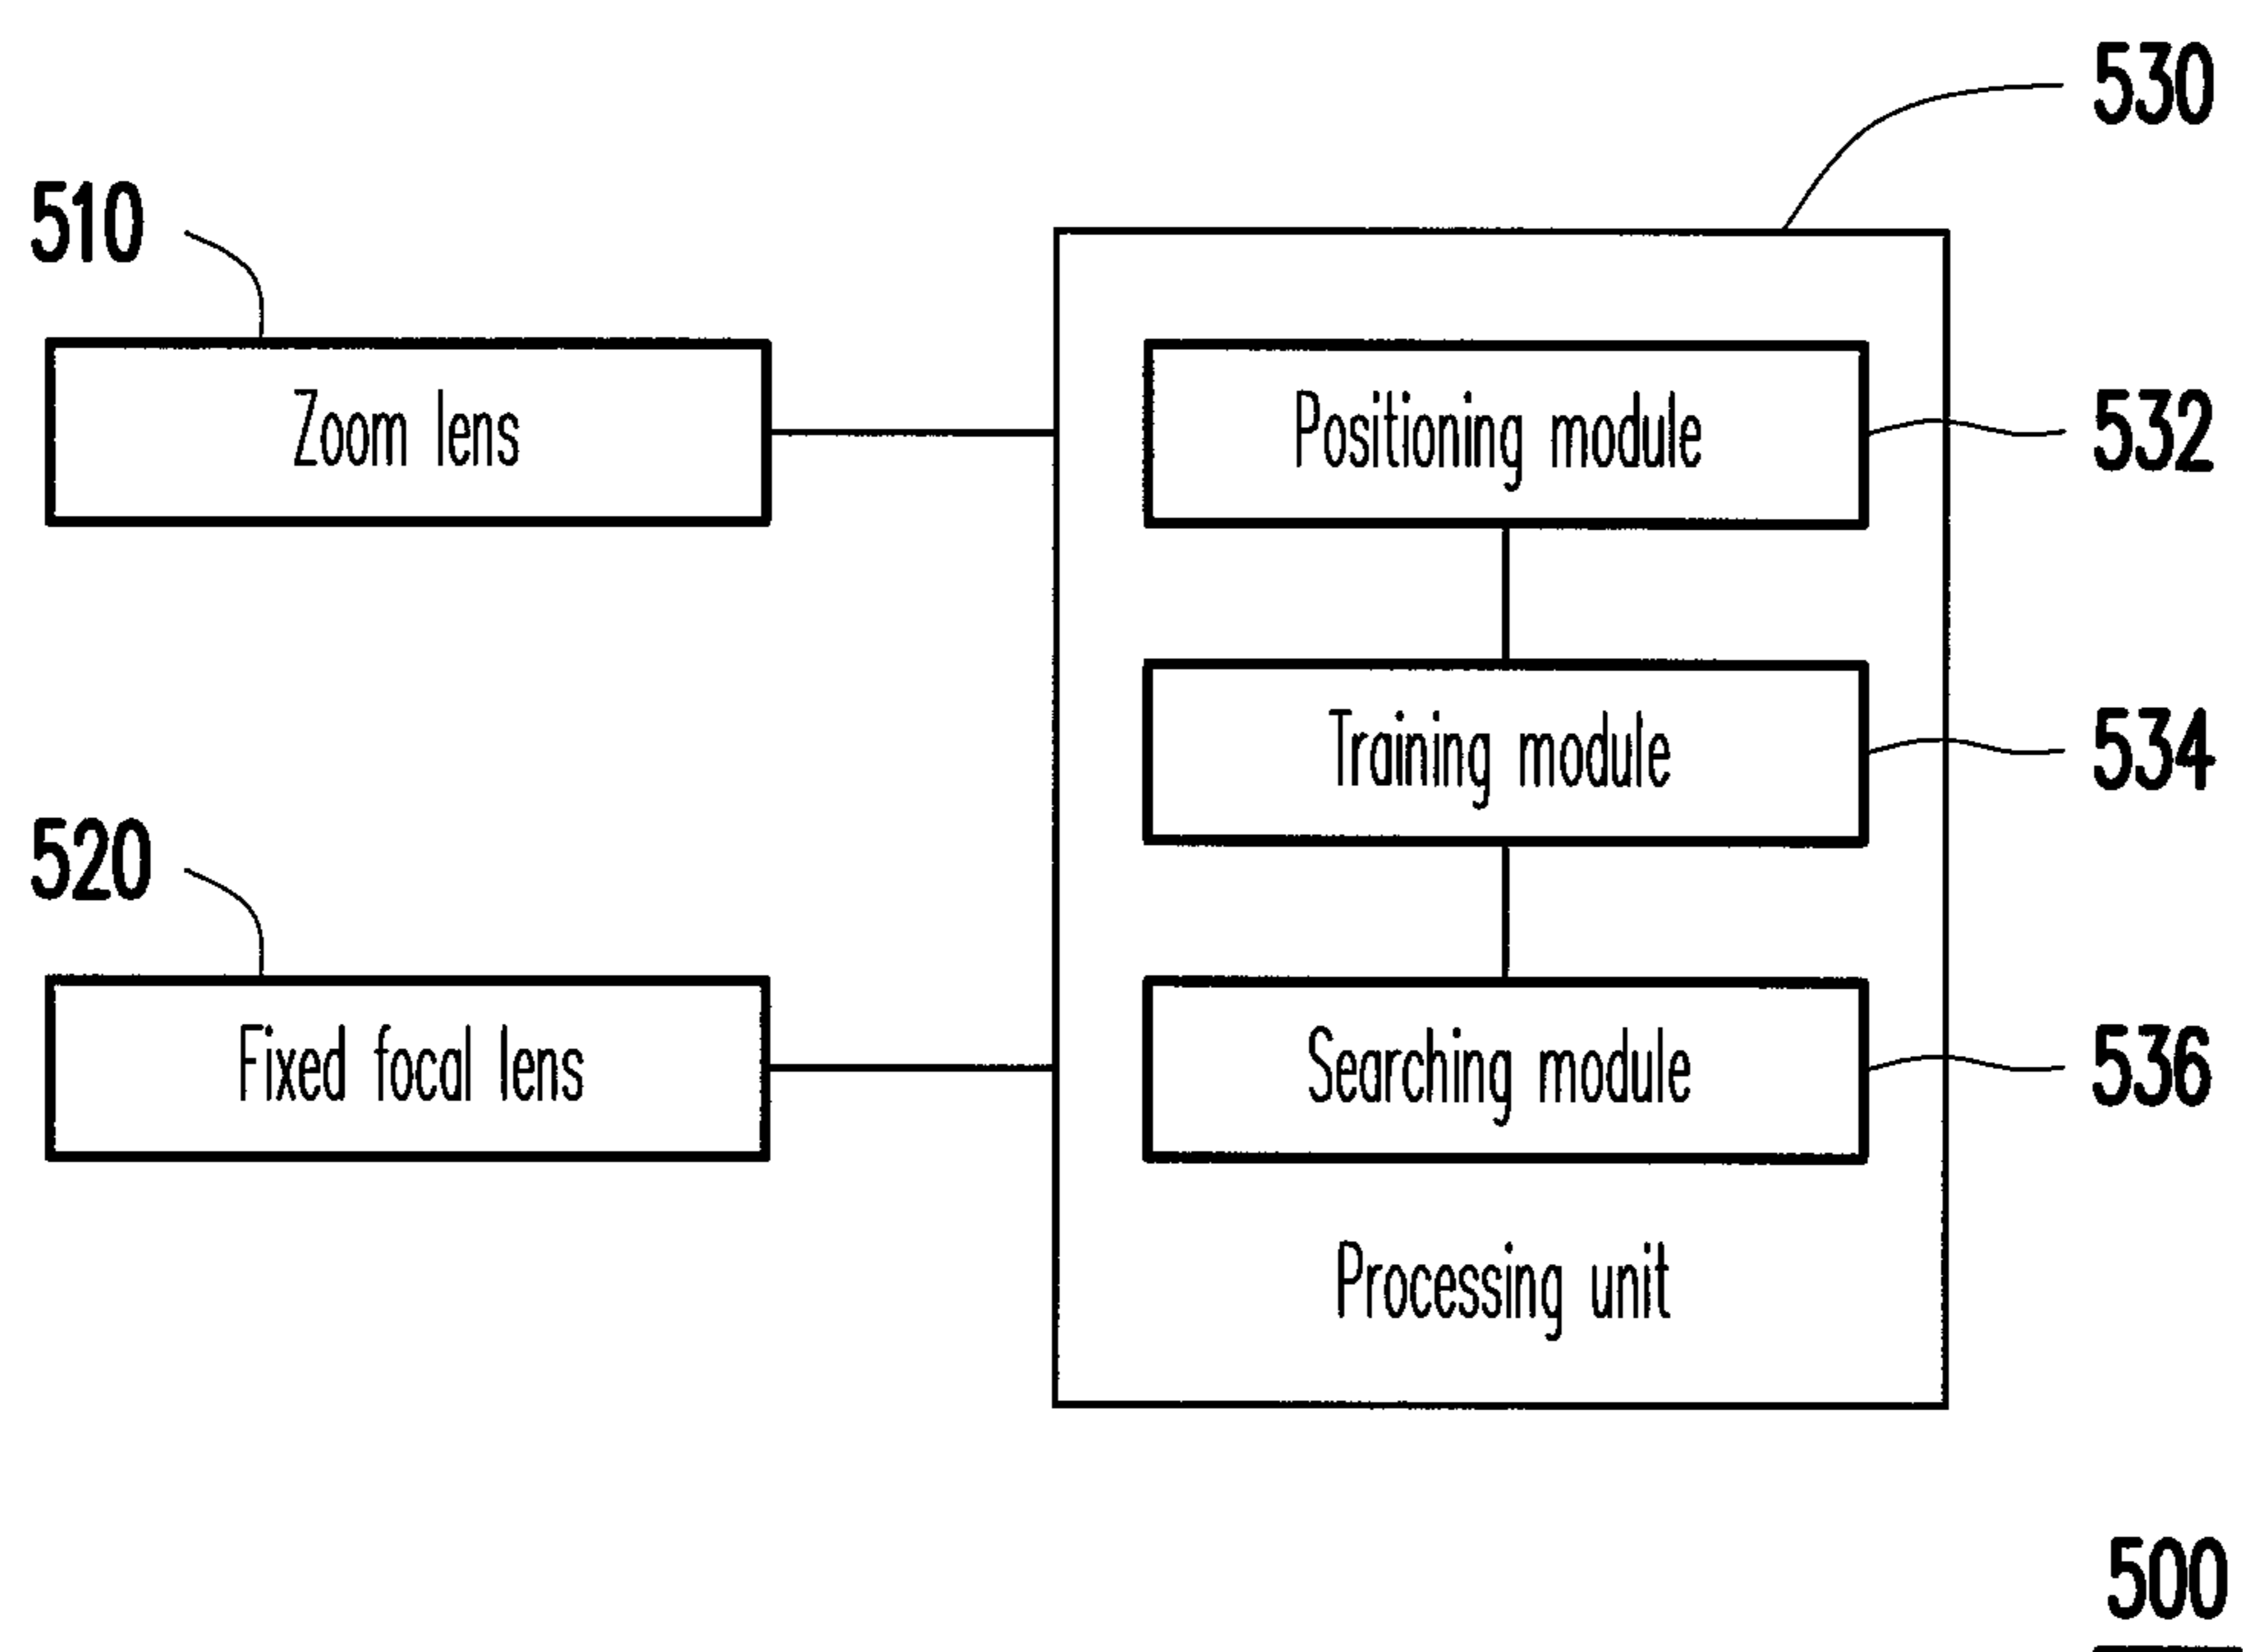 530
510
Zoom lens
Positioning module
532
Training module
534
520
Fixed focal lens
Searching module
536
Processing unit
500